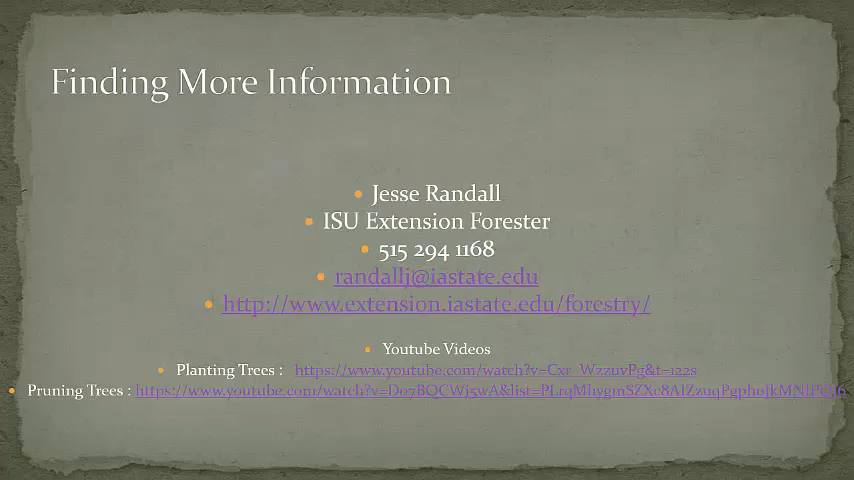 Finding More Information
Jesse Randall
ISU Extension Forester
515 294 1168
randallj@iastate.edu
http://www.extension.iastate.edu/forestry/
Youtube Videos
Planting Trees : https://www.youtube.com/watch?v=Cxr_WzzuvPg&t=122s
Pruning Trees :